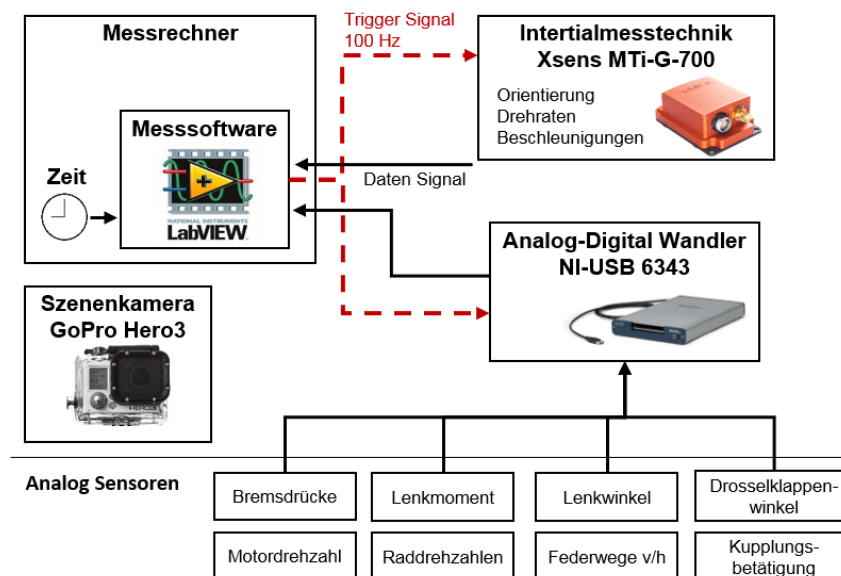 Messrechner
Trigger Signal
100 Hz
Intertialmesstechnik
Xsens MTi-G-700
Orientierung
Drehraten
Beschleunigungen
Messsoftware
Zeit
Daten Signal
NATIONAL INSTRUMENTS
LabVIEW
Analog-Digital Wandler
NI-USB 6343
Szenenkamera
GoPro Hero3
Analog Sensoren
Bremsdrücke
Lenkmoment
Lenkwinkel
Drosselklappen-
winkel
Motordrehzahl
Raddrehzahlen
Federwege v/h
Kupplungs-
betätigung